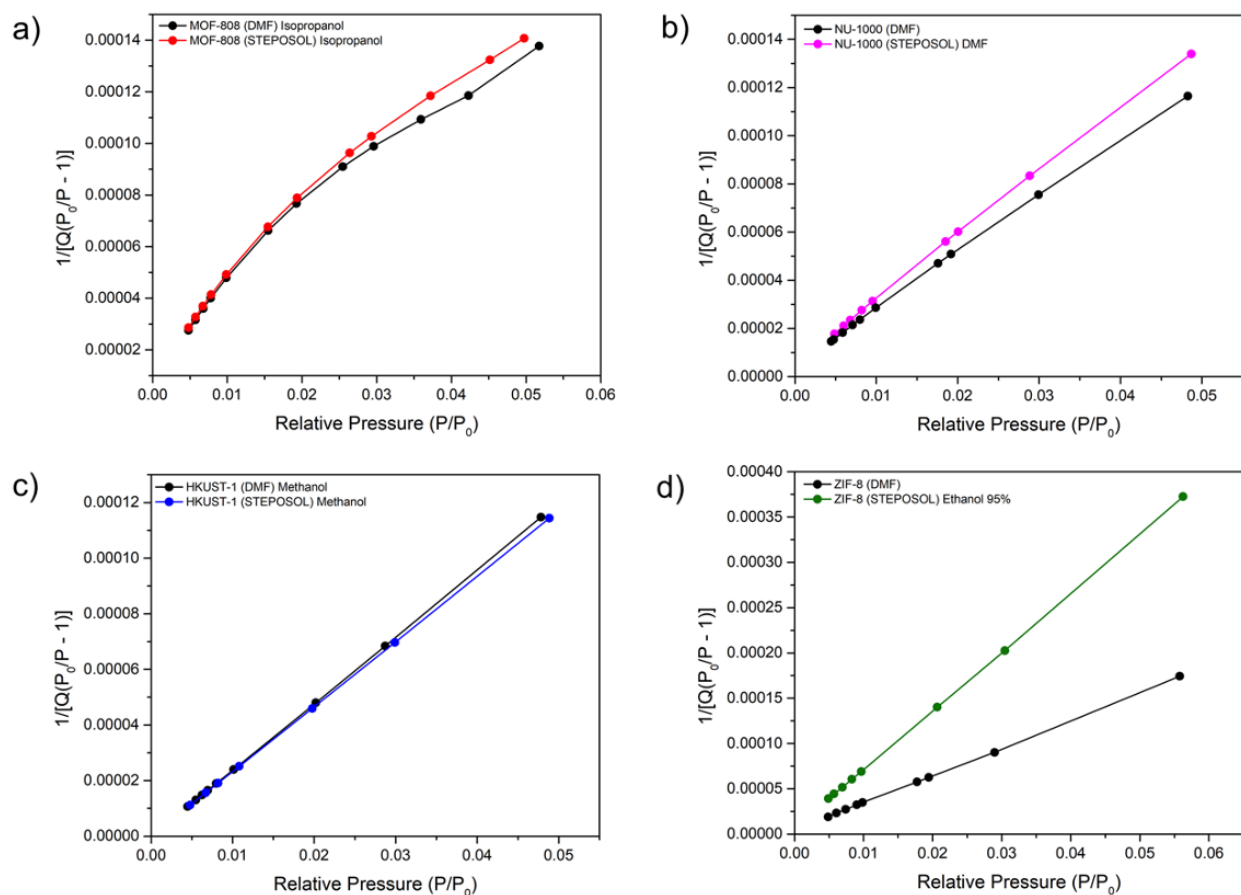 a)
MOF-808 (DMF) Isopropanol
MOF-808 (STEPOSOL) Isopropanol
0.00014
0.00012
0.00010
0.00008
0.00006
0.00004
0.00002
1/[Q(P₀/P - 1)]
0.00 0.01 0.02 0.03 0.04 0.05 0.06
Relative Pressure (P/P₀)
b)
NU-1000 (DMF)
NU-1000 (STEPOSOL) DMF
0.00014
0.00012
0.00010
0.00008
0.00006
0.00004
0.00002
0.00000
1/[Q(P₀/P - 1)]
0.00 0.01 0.02 0.03 0.04 0.05
Relative Pressure (P/P₀)
c)
HKUST-1 (DMF) Methanol
HKUST-1 (STEPOSOL) Methanol
0.00012
0.00010
0.00008
0.00006
0.00004
0.00002
0.00000
1/[Q(P₀/P - 1)]
0.00 0.01 0.02 0.03 0.04 0.05
Relative Pressure (P/P₀)
d)
ZIF-8 (DMF)
ZIF-8 (STEPOSOL) Ethanol 95%
0.00040
0.00035
0.00030
0.00025
0.00020
0.00015
0.00010
0.00005
0.00000
1/[Q(P₀/P - 1)]
0.00 0.01 0.02 0.03 0.04 0.05 0.06
Relative Pressure (P/P₀)